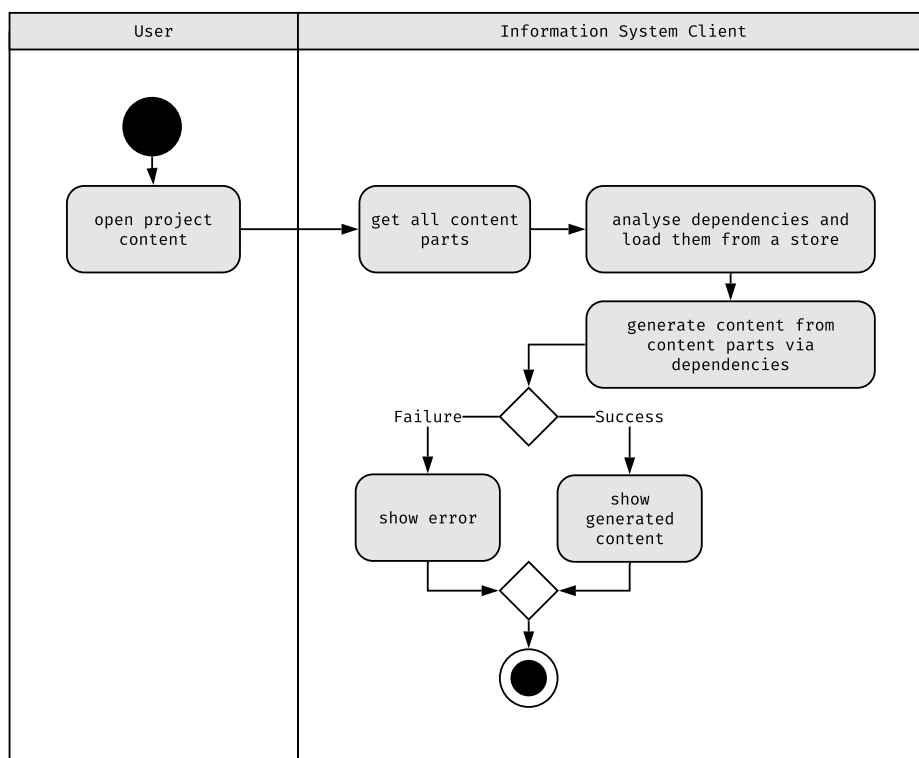 User
Information System Client
open project
content
get all content
parts
analyse dependencies and
load them from a store
generate content from
content parts via
dependencies
Failure
Success
show error
show
generated
content